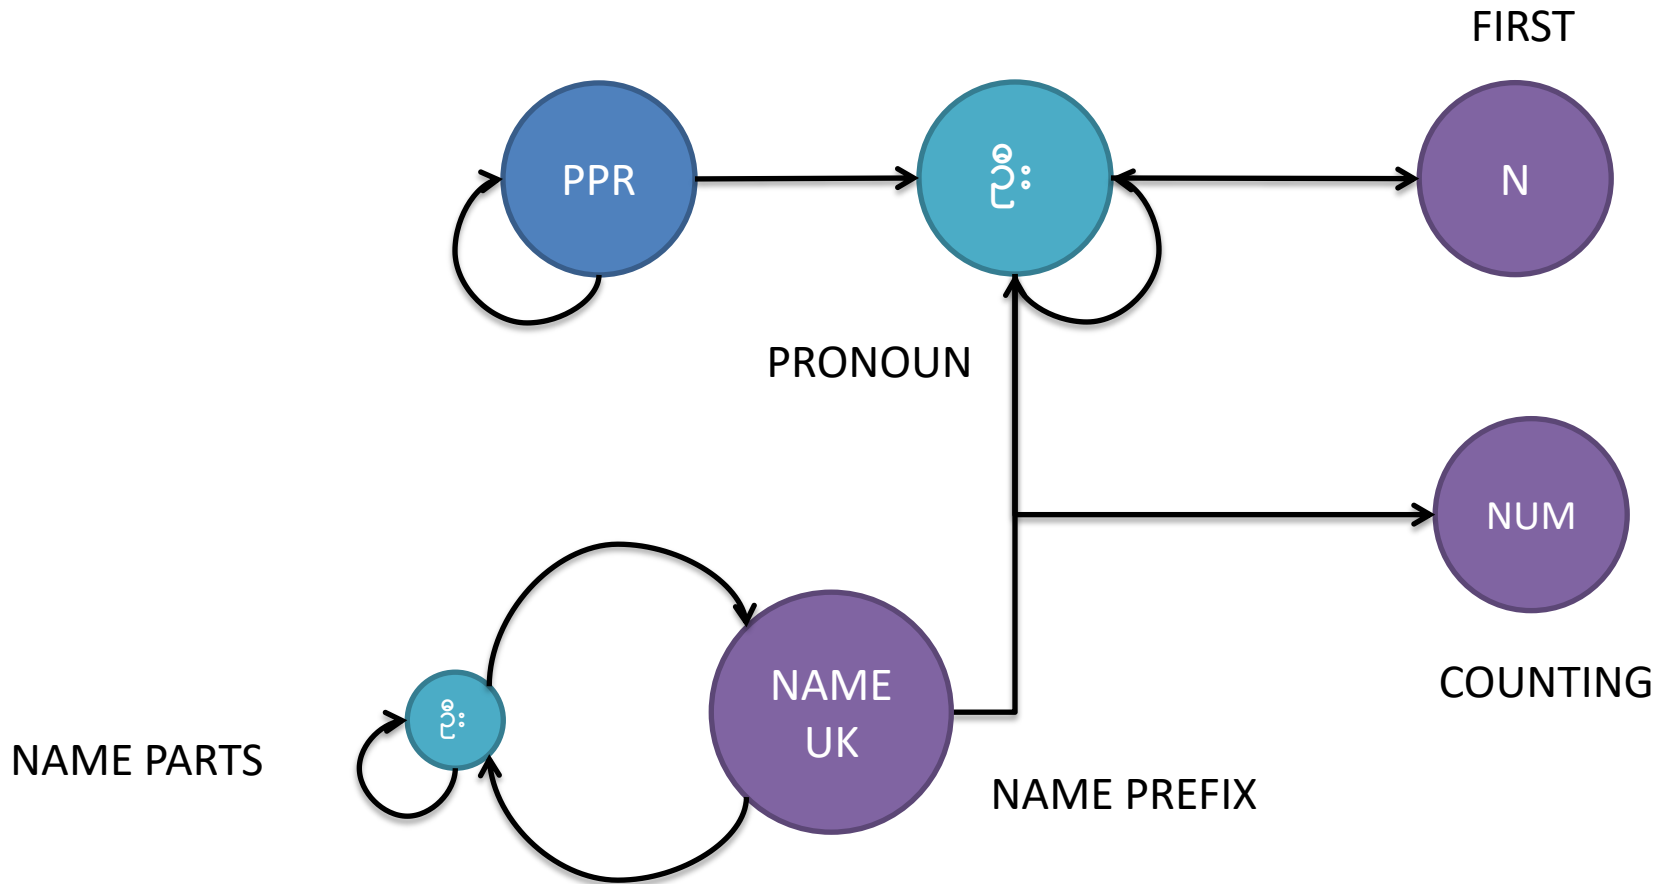 FIRST
PPR
ဦး
N
PRONOUN
NUM
NAME
UK
ဦး
COUNTING
NAME PARTS
NAME PREFIX